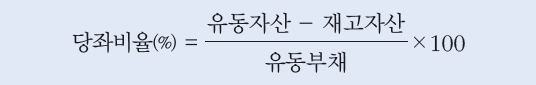 당좌비율(%) = 유동자산 − 재고자산 / 유동부채 ×100